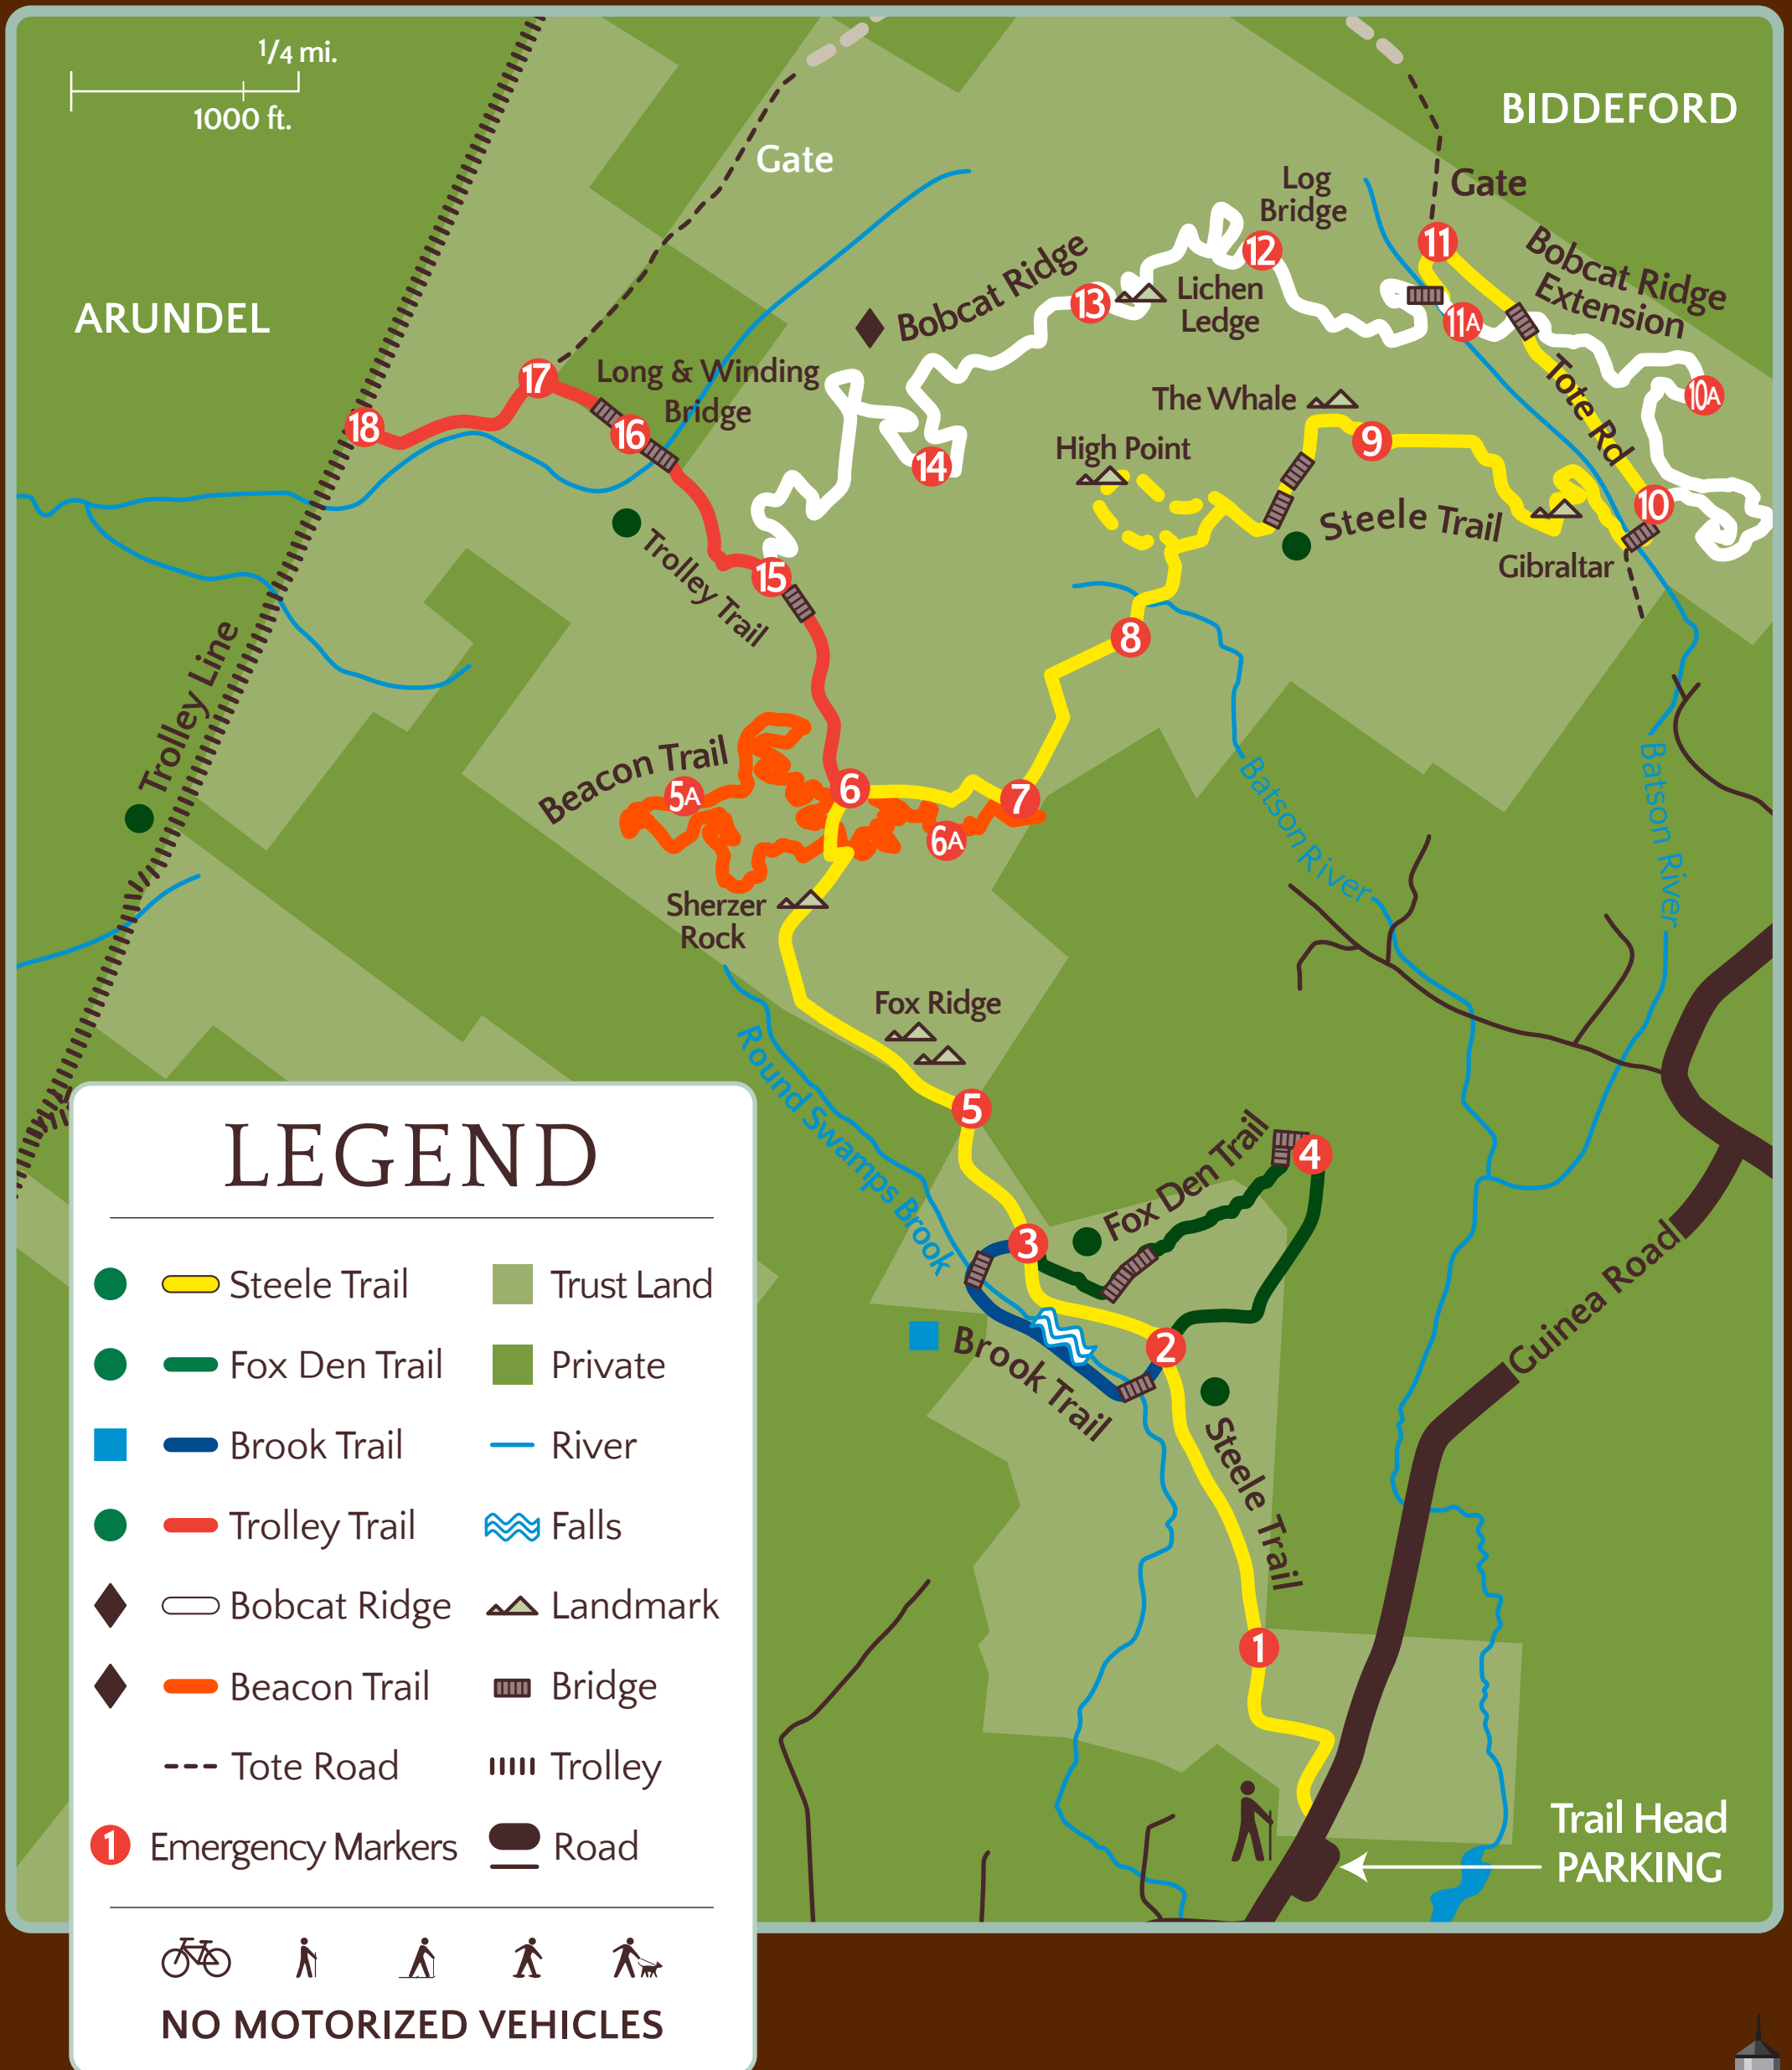 1/4 mi.
1000 ft.
BIDDEFORD
Gate
Gate
Log
Bridge
11
12
Bobcat Ridge
Extension
Bobcat Ridge
13
Lichen
Ledge
11A
ARUNDEL
17
Long & Winding
Bridge
The Whale
Tote Rd
10A
18
16
14
High Point
9
10
Steele Trail
Gibraltar
Trolley Trail
15
8
Trolley Line
Beacon Trail
5A
6
7
6A
Batson River
Batson River
Sherzer
Rock
Fox Ridge
Round Swamps Brook
5
Fox Den Trail
4
3
Guinea Road
2
Brook Trail
Steele Trail
1
Trail Head
PARKING
LEGEND
Steele Trail
Trust Land
Fox Den Trail
Private
Brook Trail
River
Trolley Trail
Falls
Bobcat Ridge
Landmark
Beacon Trail
Bridge
Tote Road
Trolley
1 Emergency Markers
Road
NO MOTORIZED VEHICLES